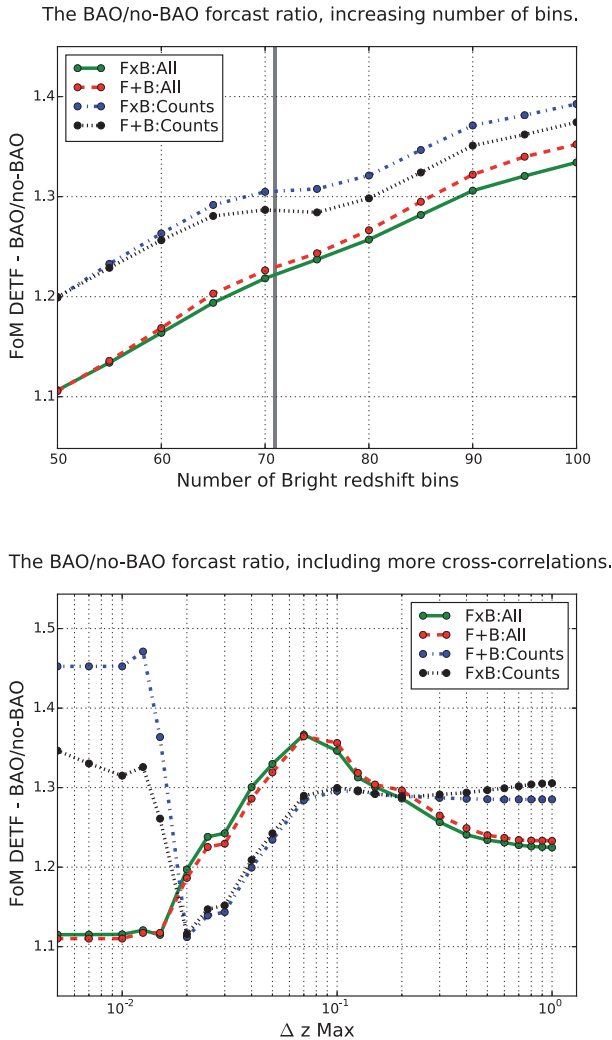 The BAO/no-BAO forcast ratio, increasing number of bins.
FxB:All
F+B:All
FxB:Counts
F+B:Counts
1.4
1.3
1.2
1.1
FoM DETF - BAO/no-BAO
50 60 70 80 90 100
Number of Bright redshift bins
The BAO/no-BAO forcast ratio, including more cross-correlations.
FxB:All
F+B:All
F+B:Counts
FxB:Counts
1.5
1.4
1.3
1.2
1.1
FoM DETF - BAO/no-BAO
10⁻² 10⁻¹ 10⁰
Δ z Max